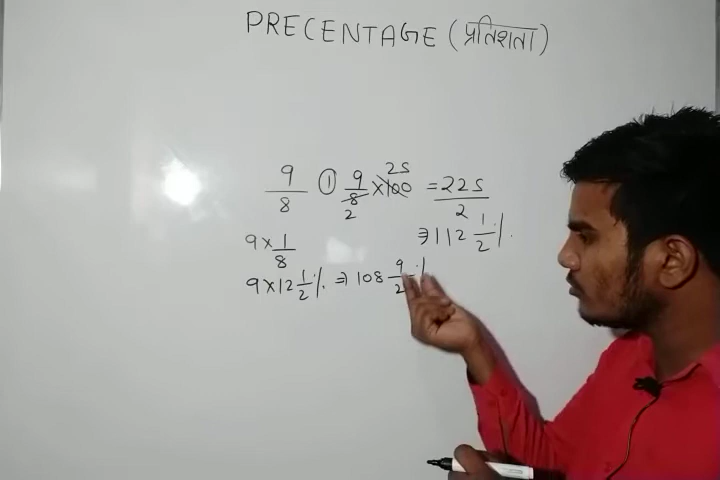 PRECENTAGE (प्रतिशता)
9/8 ① 9/8 × 100 = 225/2
25
2
⇒ 112 1/2 %.
9 × 1/8
9 × 12 1/2 % ⇒ 108 9/2 %